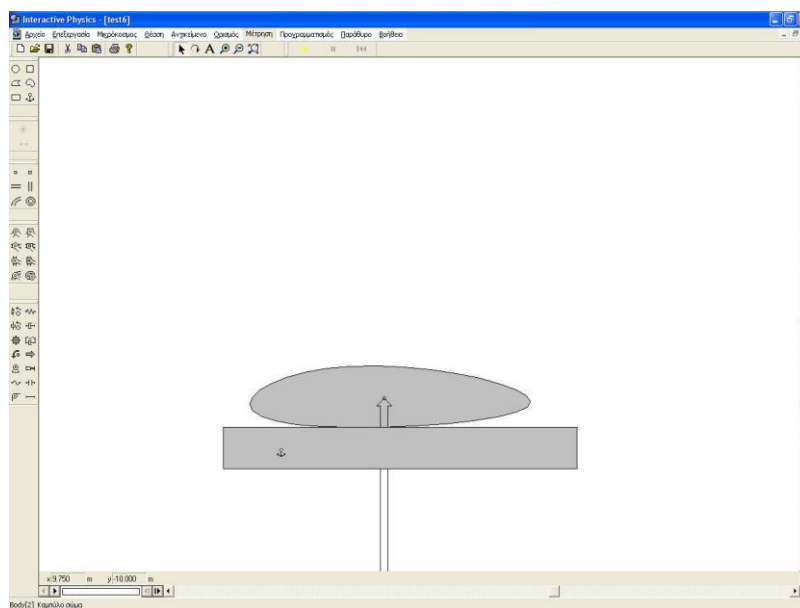 Interactive Physics - [test6]
Αρχείο Επεξεργασία Μικρόκοσμος Θέαση Αντικείμενο Ορισμός Μέτρηση Προγραμματισμός Παράθυρο Βοήθεια
x 9.750 m y -10.000 m
Body[2] Καμπύλο σώμα